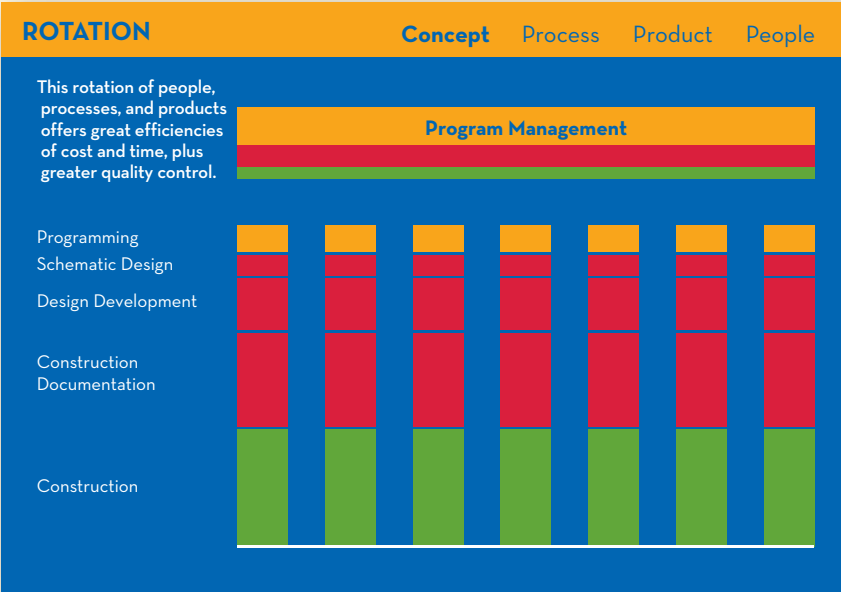 ROTATION
Concept Process Product People
This rotation of people,
processes, and products
offers great efficiencies
of cost and time, plus
greater quality control.
Program Management
Programming
Schematic Design
Design Development
Construction
Documentation
Construction